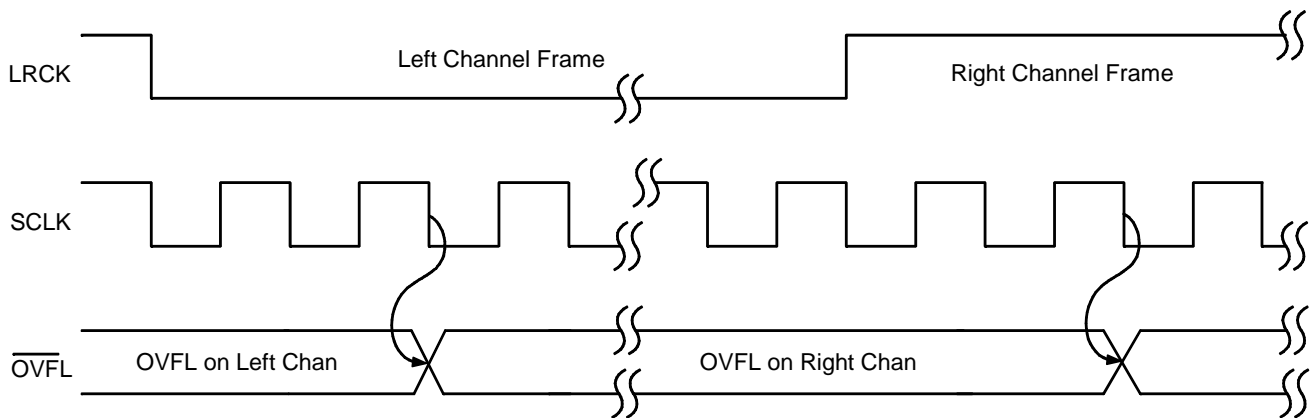 LRCK
Left Channel Frame
Right Channel Frame
SCLK
OVFL
OVFL on Left Chan
OVFL on Right Chan